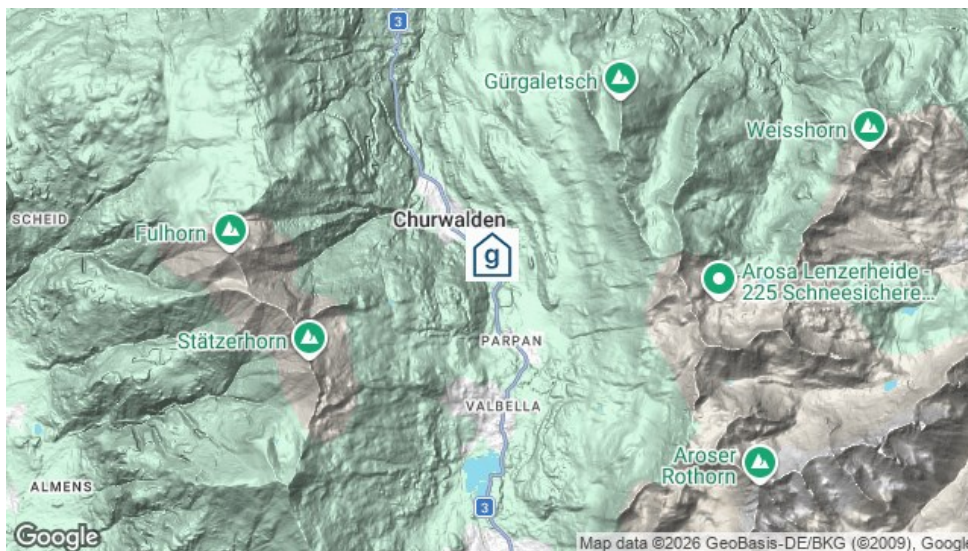 3
Gürgaletsch
Weisshorn
SCHEID
Churwalden
Fulhorn
g
Arosa Lenzerheide -
225 Schneesichere...
Stätzerhorn
PARPAN
VALBELLA
Aroser
Rothorn
ALMENS
3
Google
Map data ©2026 GeoBasis-DE/BKG (©2009), Google